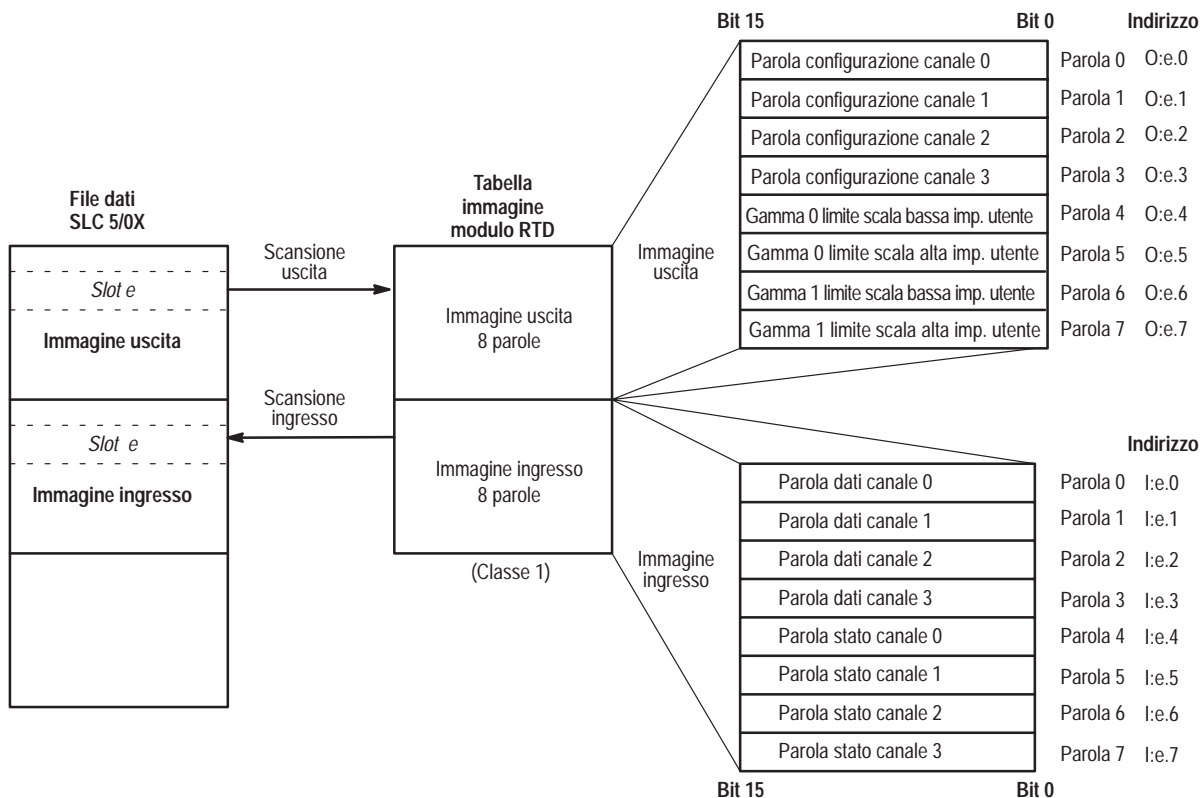 Bit 15 Bit 0 Indirizzo
Parola configurazione canale 0 Parola 0 O:e.0
Parola configurazione canale 1 Parola 1 O:e.1
Parola configurazione canale 2 Parola 2 O:e.2
Parola configurazione canale 3 Parola 3 O:e.3
Gamma 0 limite scala bassa imp. utente Parola 4 O:e.4
Gamma 0 limite scala alta imp. utente Parola 5 O:e.5
Gamma 1 limite scala bassa imp. utente Parola 6 O:e.6
Gamma 1 limite scala alta imp. utente Parola 7 O:e.7
File dati
SLC 5/0X
Tabella
immagine
modulo RTD
Scansione
uscita
Immagine
uscita
Slot e
Immagine uscita
Immagine uscita
8 parole
Scansione
ingresso
Slot e
Immagine ingresso
Immagine ingresso
8 parole
(Classe 1)
Immagine
ingresso
Indirizzo
Parola dati canale 0 Parola 0 I:e.0
Parola dati canale 1 Parola 1 I:e.1
Parola dati canale 2 Parola 2 I:e.2
Parola dati canale 3 Parola 3 I:e.3
Parola stato canale 0 Parola 4 I:e.4
Parola stato canale 1 Parola 5 I:e.5
Parola stato canale 2 Parola 6 I:e.6
Parola stato canale 3 Parola 7 I:e.7
Bit 15 Bit 0